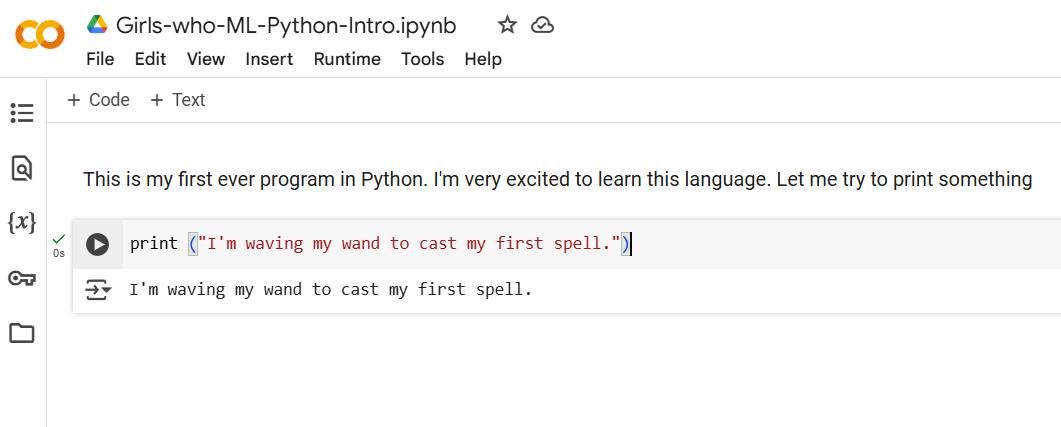 Girls-who-ML-Python-Intro.ipynb
File Edit View Insert Runtime Tools Help
+ Code + Text
This is my first ever program in Python. I'm very excited to learn this language. Let me try to print something
{x}
print ("I'm waving my wand to cast my first spell.")
0s
I'm waving my wand to cast my first spell.